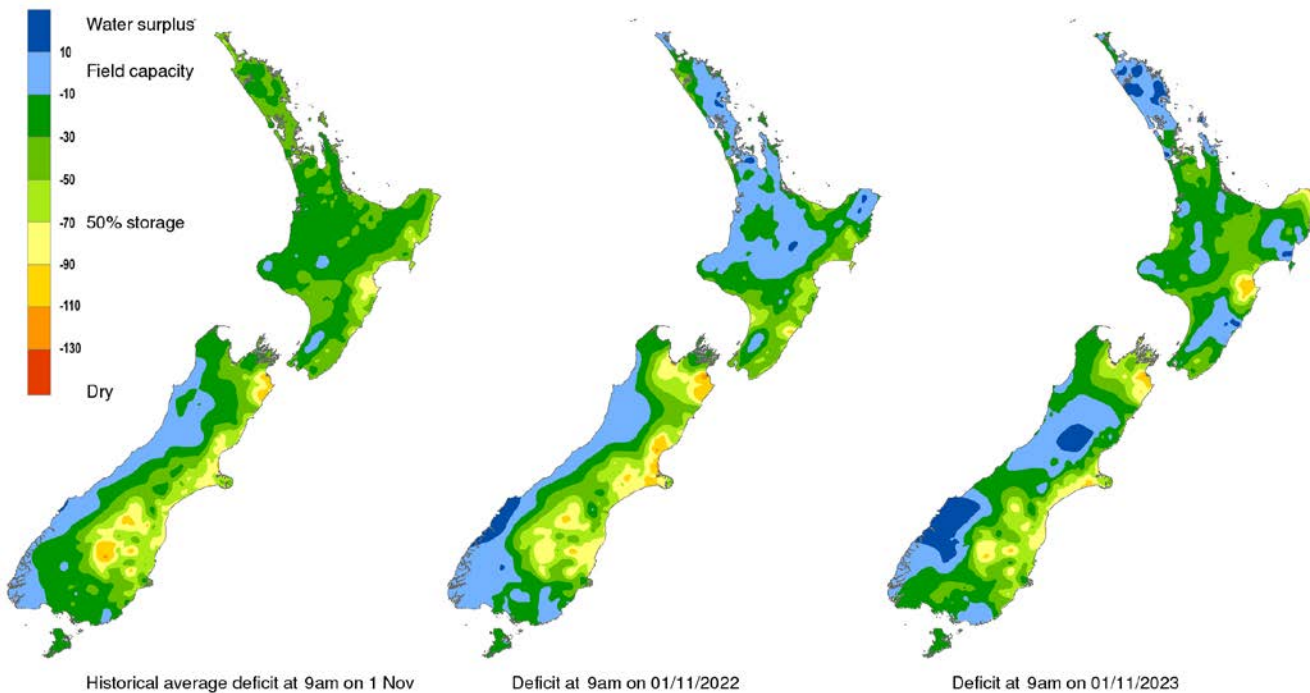 Water surplus
10
Field capacity
-10
-30
-50
50% storage
-70
-90
-110
-130
Dry
Historical average deficit at 9am on 1 Nov
Deficit at 9am on 01/11/2022
Deficit at 9am on 01/11/2023